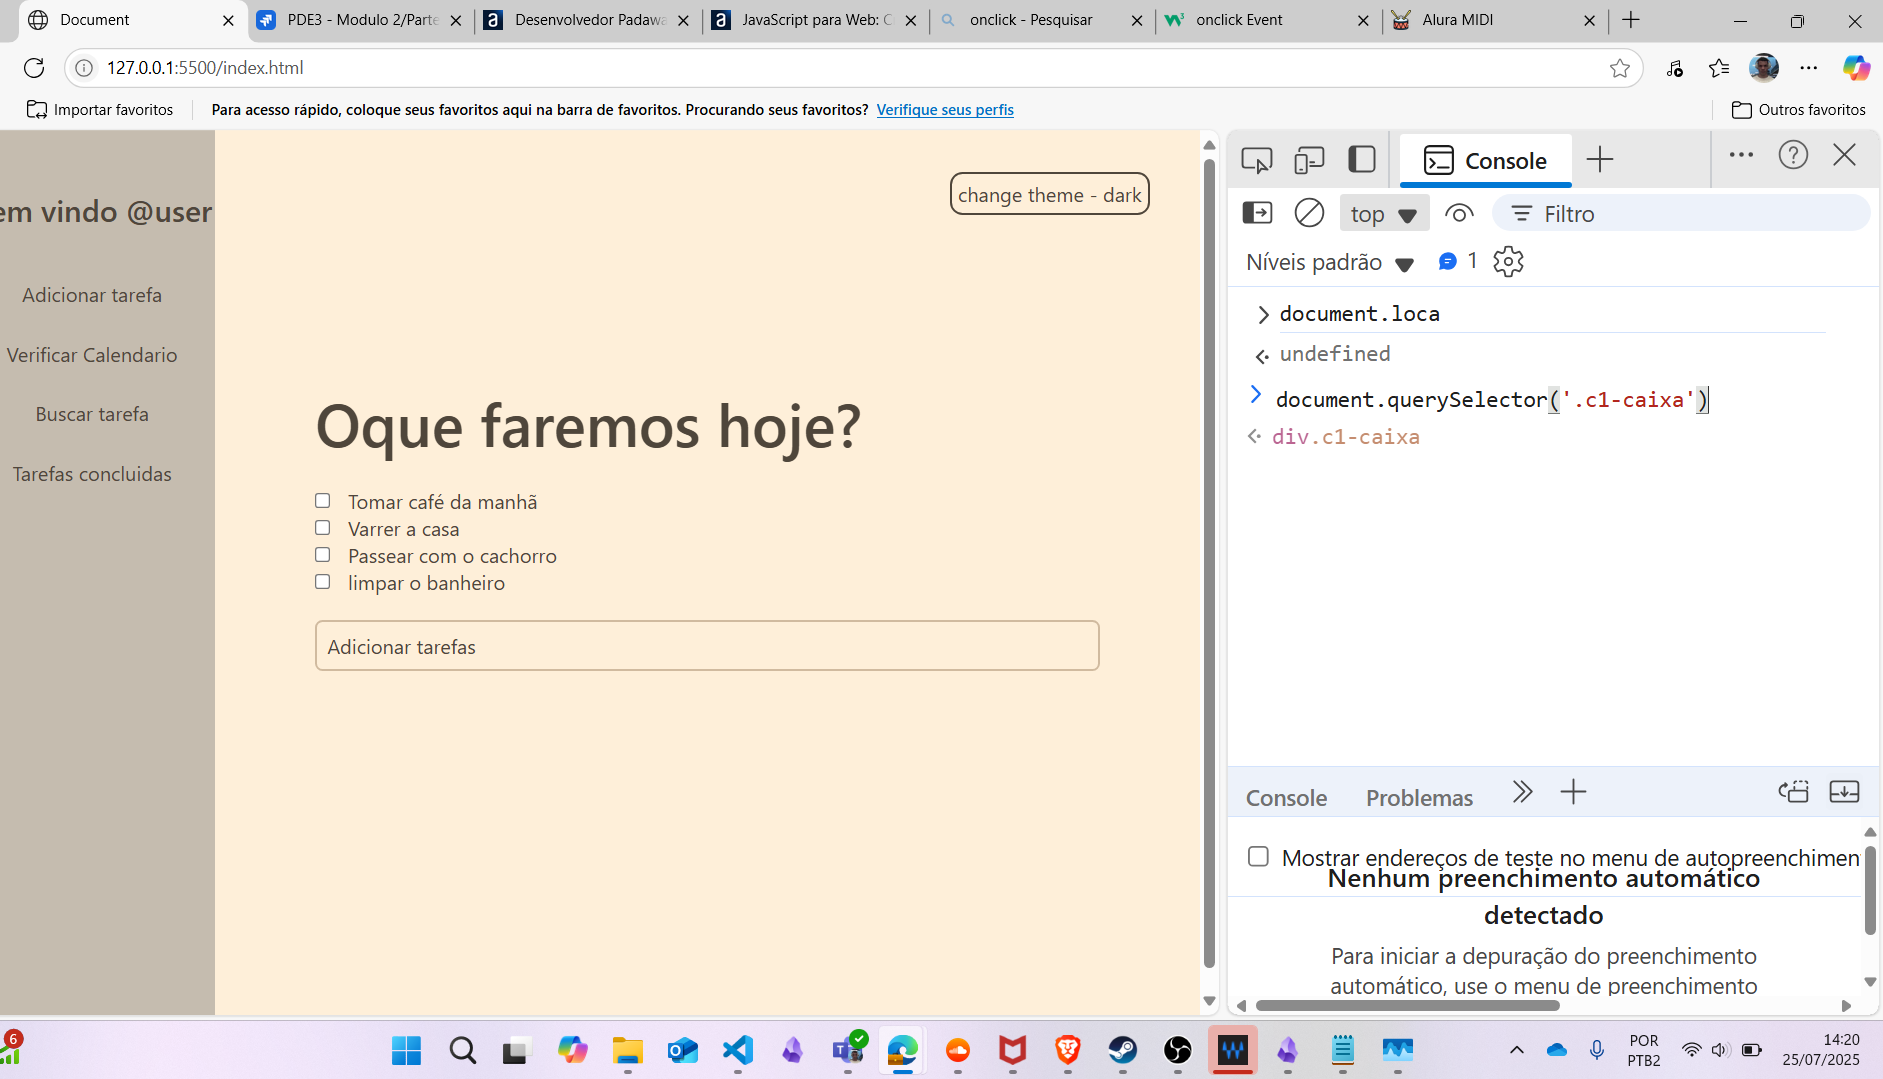 Document
PDE3 - Modulo 2/Parte
Desenvolvedor Padawa
JavaScript para Web: C
onclick - Pesquisar
onclick Event
Alura MIDI
127.0.0.1:5500/index.html
Importar favoritos
Para acesso rápido, coloque seus favoritos aqui na barra de favoritos. Procurando seus favoritos? Verifique seus perfis
Outros favoritos
em vindo @user
Adicionar tarefa
Verificar Calendario
Buscar tarefa
Tarefas concluidas
change theme - dark
Oque faremos hoje?
Tomar café da manhã
Varrer a casa
Passear com o cachorro
limpar o banheiro
Adicionar tarefas
Console
top
Filtro
Níveis padrão
1
document.loca
undefined
document.querySelector('.c1-caixa')
div.c1-caixa
Console
Problemas
Mostrar endereços de teste no menu de autopreenchimen
Nenhum preenchimento automático
detectado
Para iniciar a depuração do preenchimento
automático, use o menu de preenchimento
6
POR
PTB2
14:20
25/07/2025